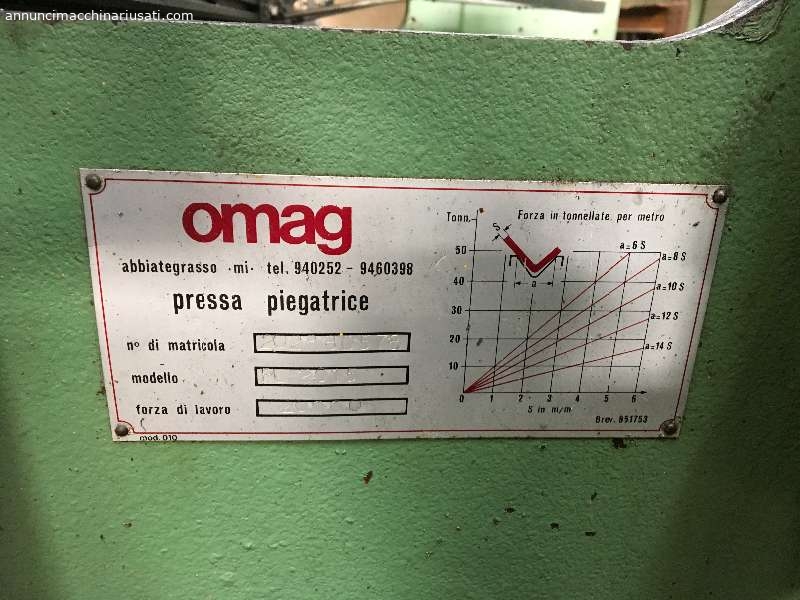 annuncimacchinariusati.com
omag
abbiategrasso ·mi· tel. 940252 - 9460398
pressa piegatrice
n° di matricola
modello
forza di lavoro
mod. 010
Tonn. Forza in tonnellate per metro
S
a
50
40
30
20
10
0 1 2 3 4 5 6
S in m/m
a=6 S
a=8 S
a=10 S
a=12 S
a=14 S
Brev. 951753